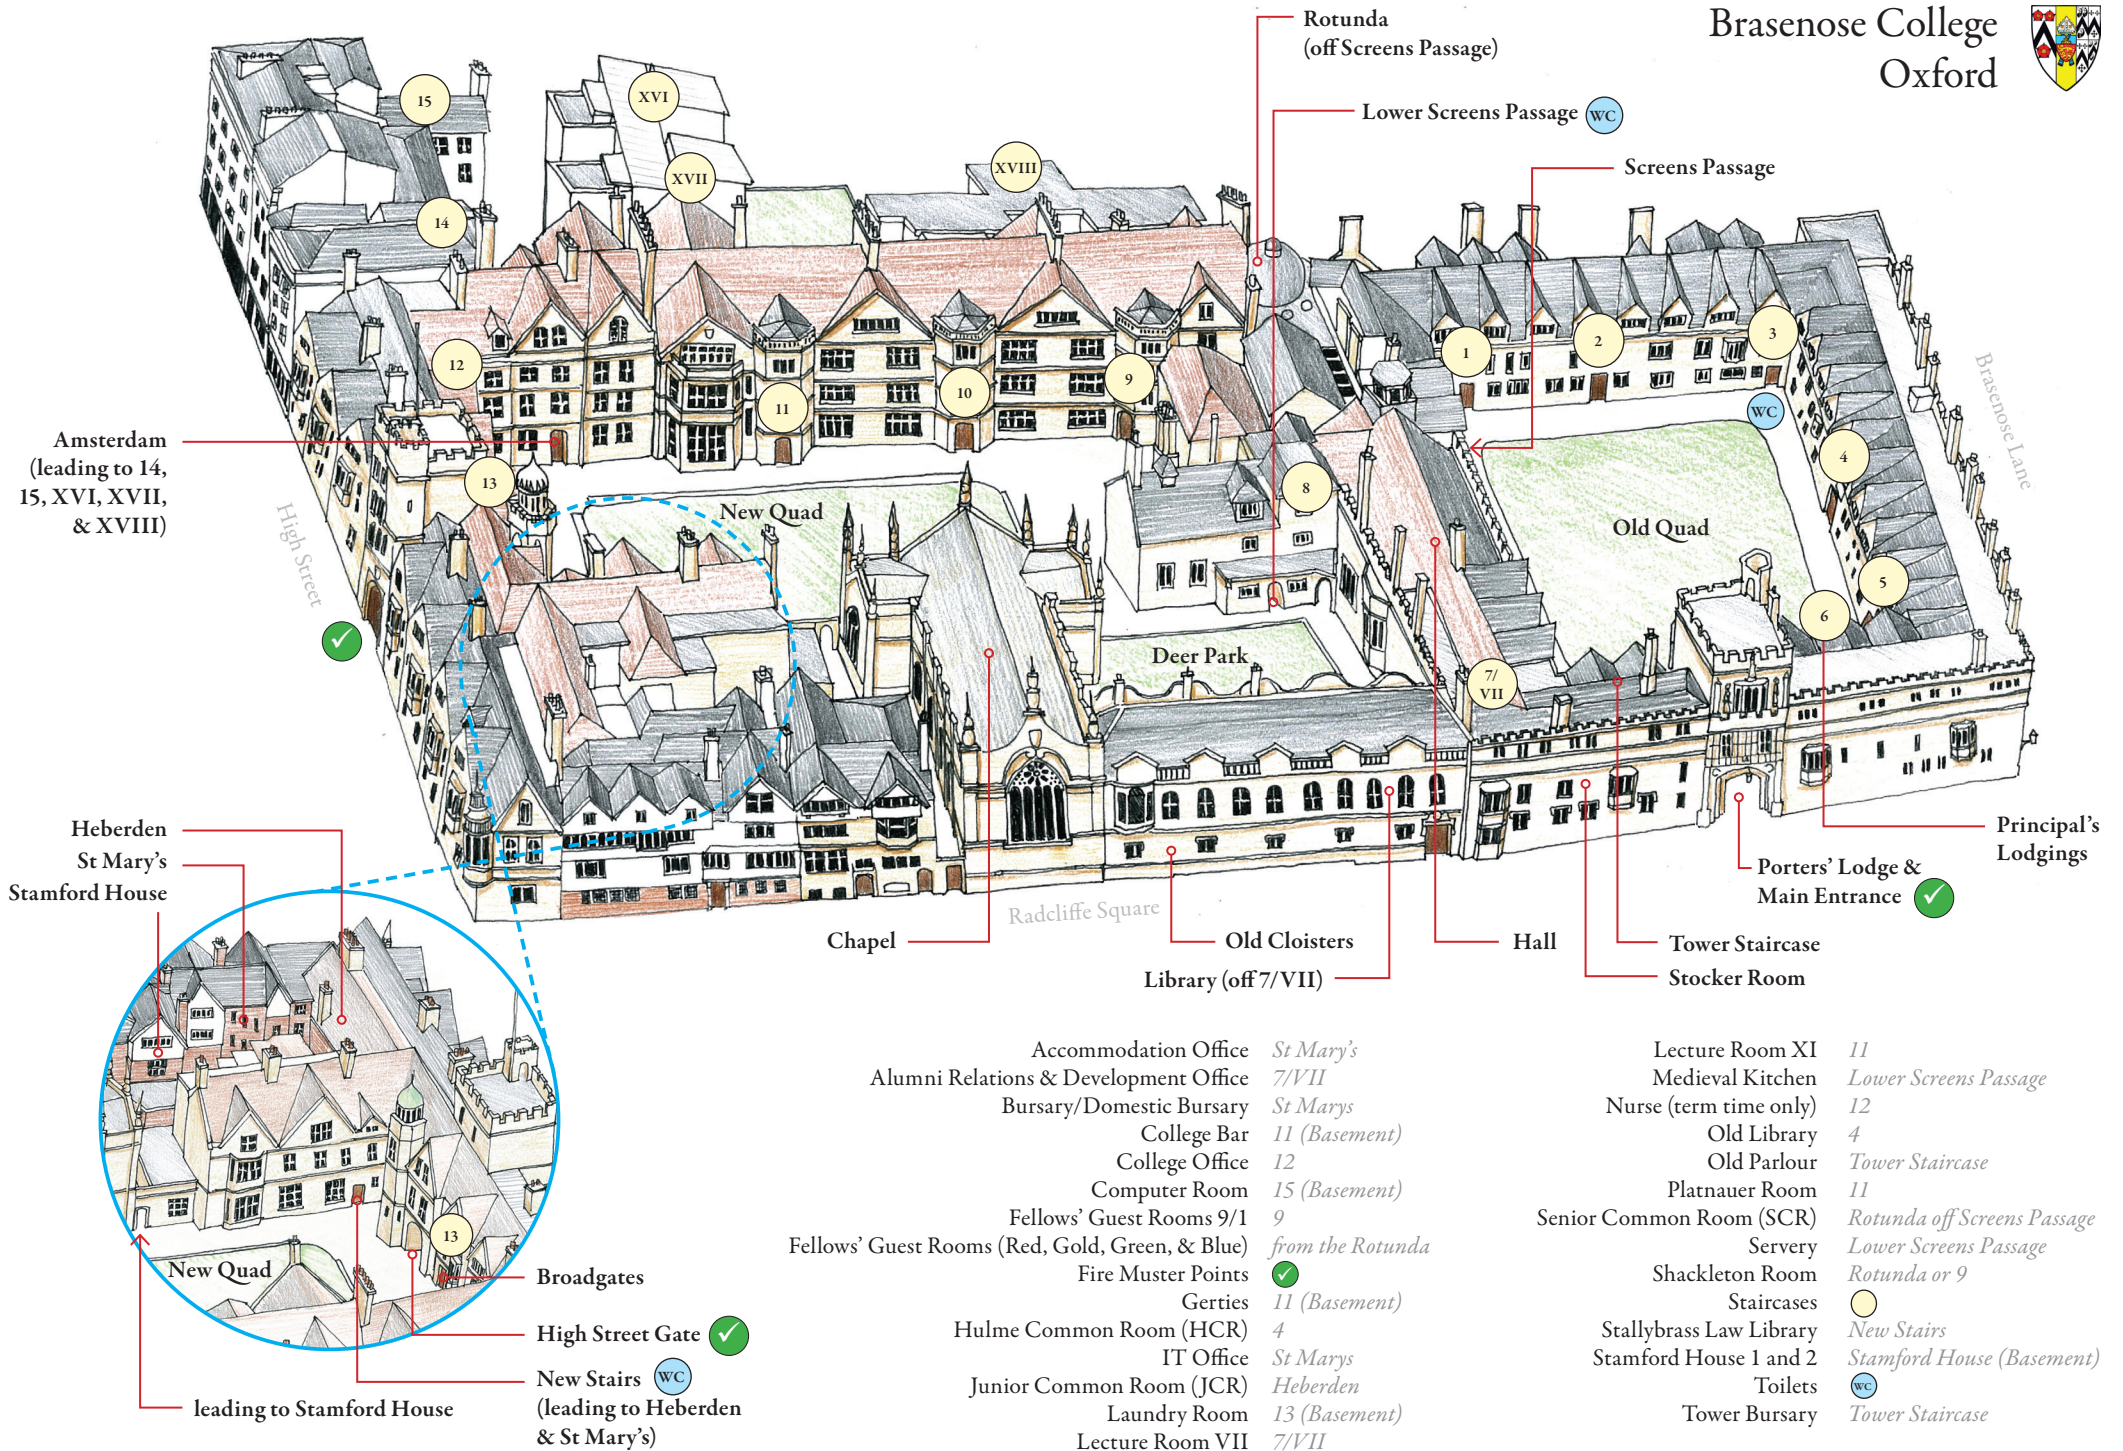 Brasenose College
Oxford
Rotunda
(off Screens Passage)
Lower Screens Passage WC
Screens Passage
15
XVI
XVII
XVIII
14
12
11
10
9
1
2
3
WC
Brasenose Lane
Amsterdam
(leading to 14,
15, XVI, XVII,
& XVIII)
13
High Street
New Quad
8
Old Quad
4
5
6
Deer Park
7/
VII
Heberden
St Mary's
Stamford House
Principal's
Lodgings
Porters' Lodge &
Main Entrance
Radcliffe Square
Chapel
Old Cloisters
Library (off 7/VII)
Hall
Tower Staircase
Stocker Room
13
New Quad
Broadgates
High Street Gate
New Stairs WC
(leading to Heberden
& St Mary's)
leading to Stamford House
Accommodation Office St Mary's
Alumni Relations & Development Office 7/VII
Bursary/Domestic Bursary St Marys
College Bar 11 (Basement)
College Office 12
Computer Room 15 (Basement)
Fellows' Guest Rooms 9/1 9
Fellows' Guest Rooms (Red, Gold, Green, & Blue) from the Rotunda
Fire Muster Points
Gerties 11 (Basement)
Hulme Common Room (HCR) 4
IT Office St Marys
Junior Common Room (JCR) Heberden
Laundry Room 13 (Basement)
Lecture Room VII 7/VII
Lecture Room XI 11
Medieval Kitchen Lower Screens Passage
Nurse (term time only) 12
Old Library 4
Old Parlour Tower Staircase
Platnauer Room 11
Senior Common Room (SCR) Rotunda off Screens Passage
Servery Lower Screens Passage
Shackleton Room Rotunda or 9
Staircases
Stallybrass Law Library New Stairs
Stamford House 1 and 2 Stamford House (Basement)
Toilets WC
Tower Bursary Tower Staircase